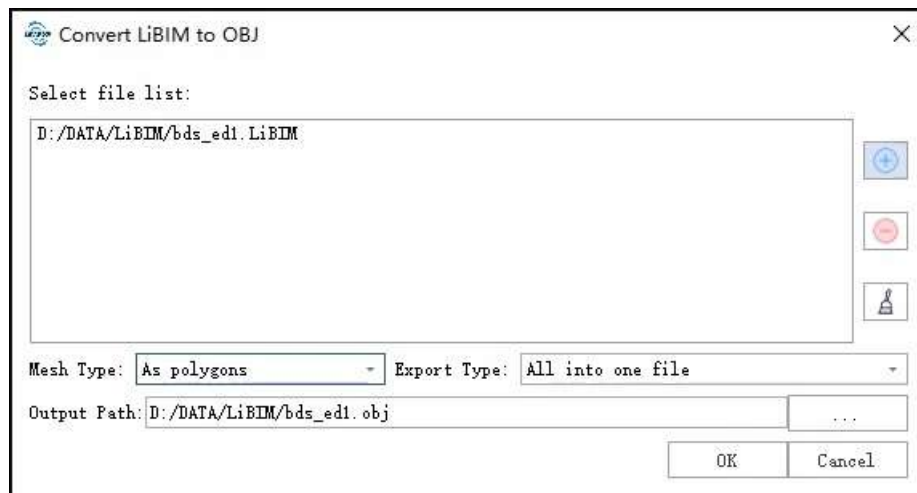 Convert LiBIM to OBJ
Select file list:
D:/DATA/LiBIM/bds_ed1.LiBIM
Mesh Type: As polygons Export Type: All into one file
Output Path: D:/DATA/LiBIM/bds_ed1.obj ...
OK Cancel